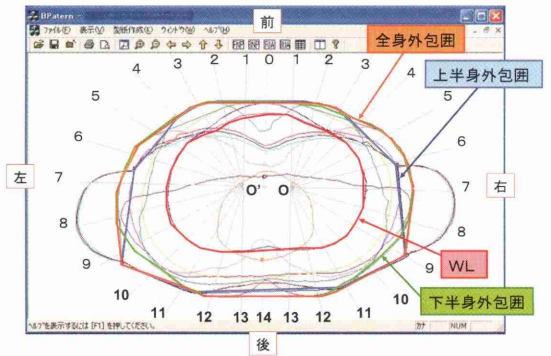 BPatern -
前
ファイル(F) 表示(V) 型紙作成(E) ウィンドウ(W) ヘルプ(H)
全身外包囲
上半身外包囲
4 3 2 1 0 1 2 3 4
5 5
6 6
左
7 7
右
O' O
8 8
WL
9 9
下半身外包囲
10 10
11 12 13 14 13 12 11
ヘルプを表示するには [F1] を押してください。
カナ NUM
後